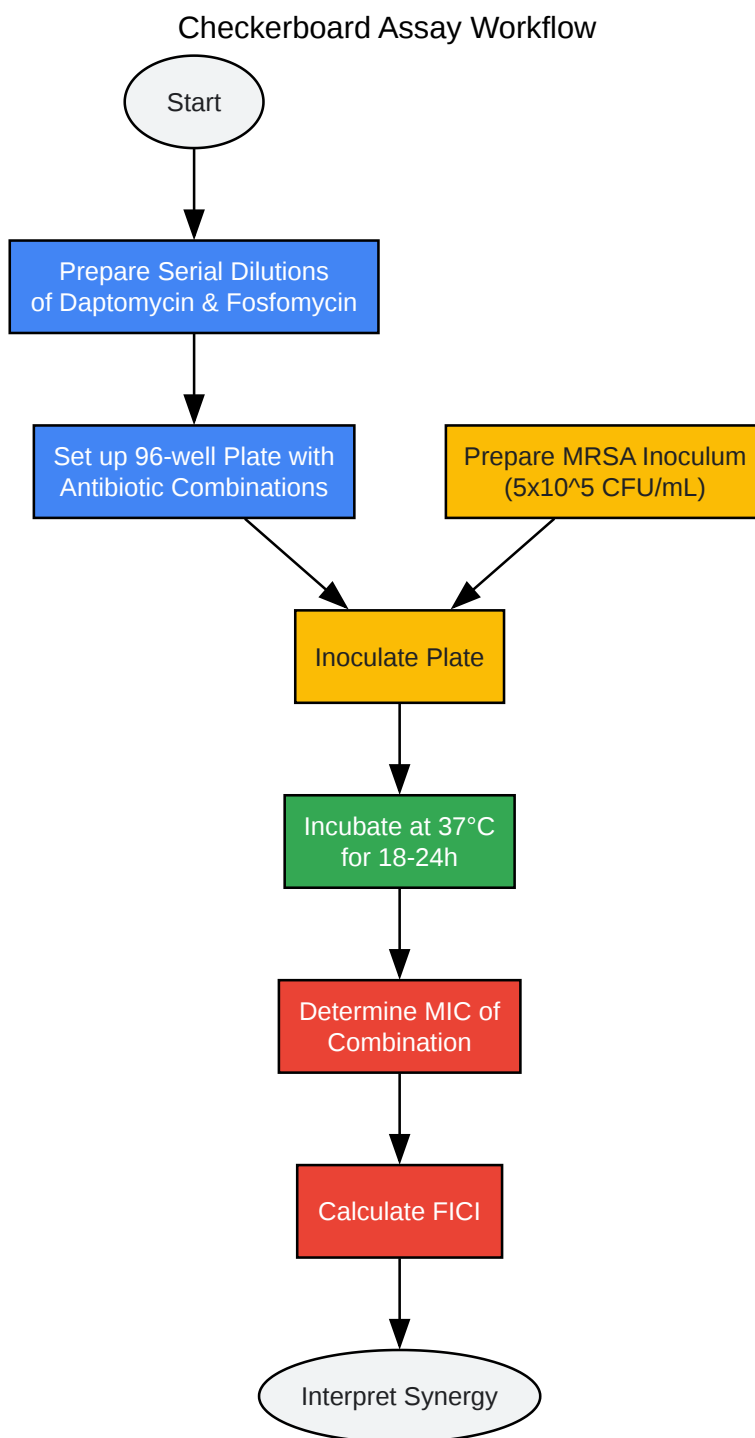 Checkerboard Assay Workflow
Start
Prepare Serial Dilutions
of Daptomycin & Fosfomycin
Set up 96-well Plate with
Antibiotic Combinations
Prepare MRSA Inoculum
(5x10^5 CFU/mL)
Inoculate Plate
Incubate at 37°C
for 18-24h
Determine MIC of
Combination
Calculate FICI
Interpret Synergy